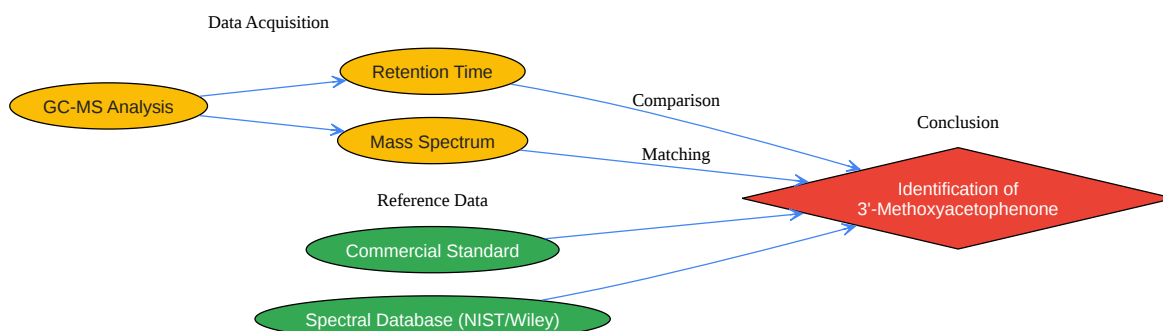 Data Acquisition
Retention Time
GC-MS Analysis
Comparison
Conclusion
Mass Spectrum
Matching
Identification of
3'-Methoxyacetophenone
Reference Data
Commercial Standard
Spectral Database (NIST/Wiley)